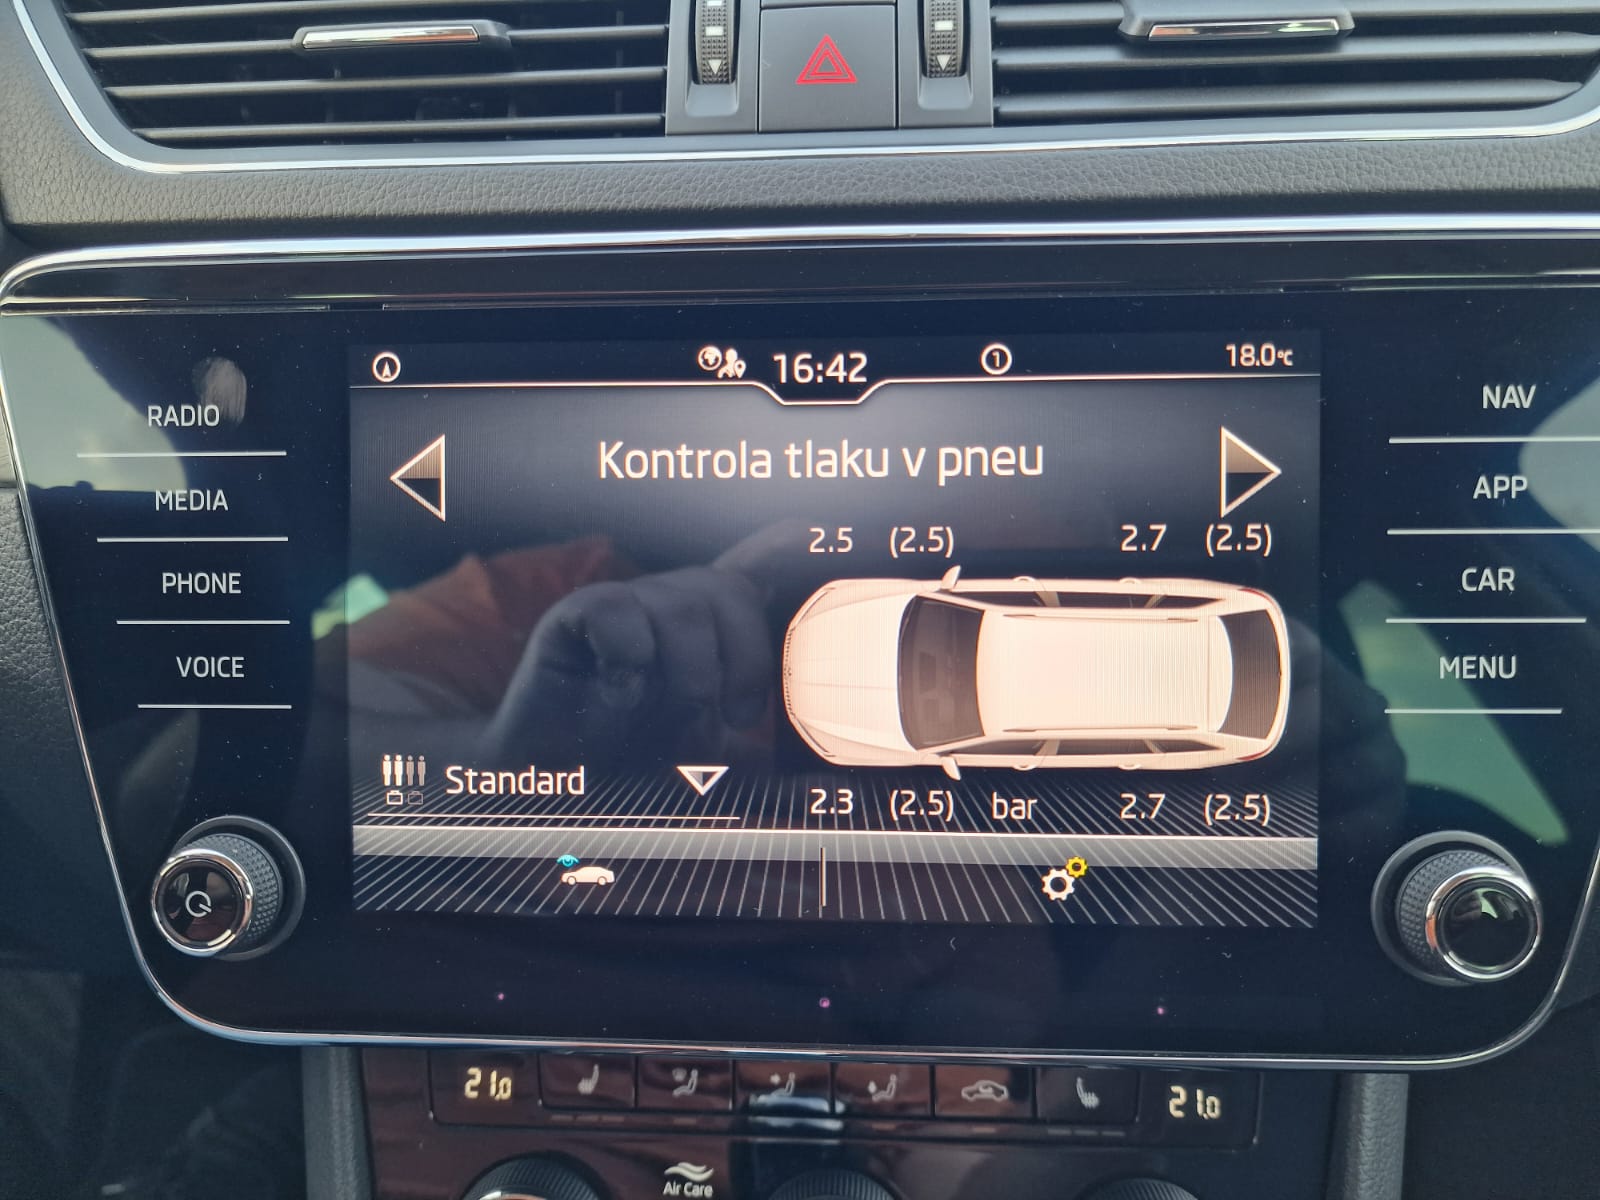 16:42
1
18.0°C
RADIO
MEDIA
PHONE
VOICE
NAV
APP
CAR
MENU
Kontrola tlaku v pneu
2.5 (2.5) 2.7 (2.5)
Standard
2.3 (2.5) bar 2.7 (2.5)
21.0
21.0
Air Care